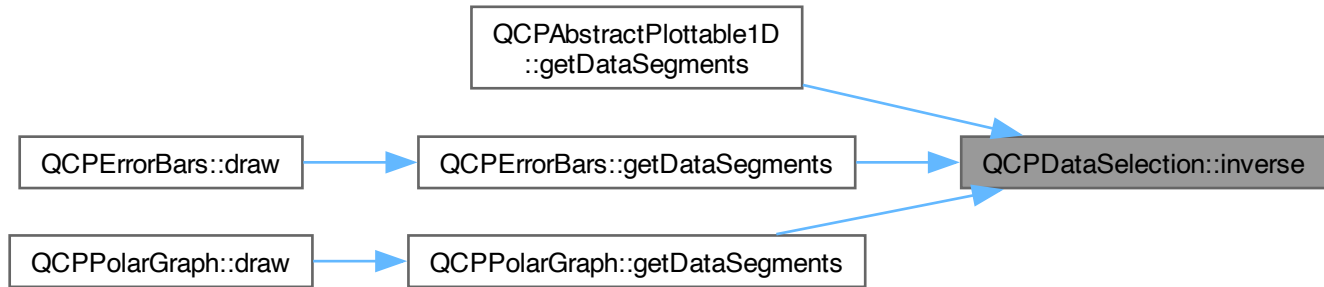 QCPAbstractPlottable1D
::getDataSegments
QCPErrorBars::draw
QCPErrorBars::getDataSegments
QCPDataSelection::inverse
QCPPolarGraph::draw
QCPPolarGraph::getDataSegments